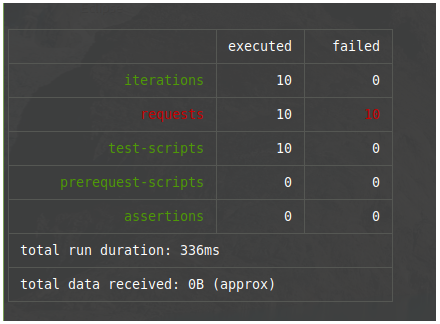 executed failed
iterations 10 0
requests 10 10
test-scripts 10 0
prerequest-scripts 0 0
assertions 0 0
total run duration: 336ms
total data received: 0B (approx)